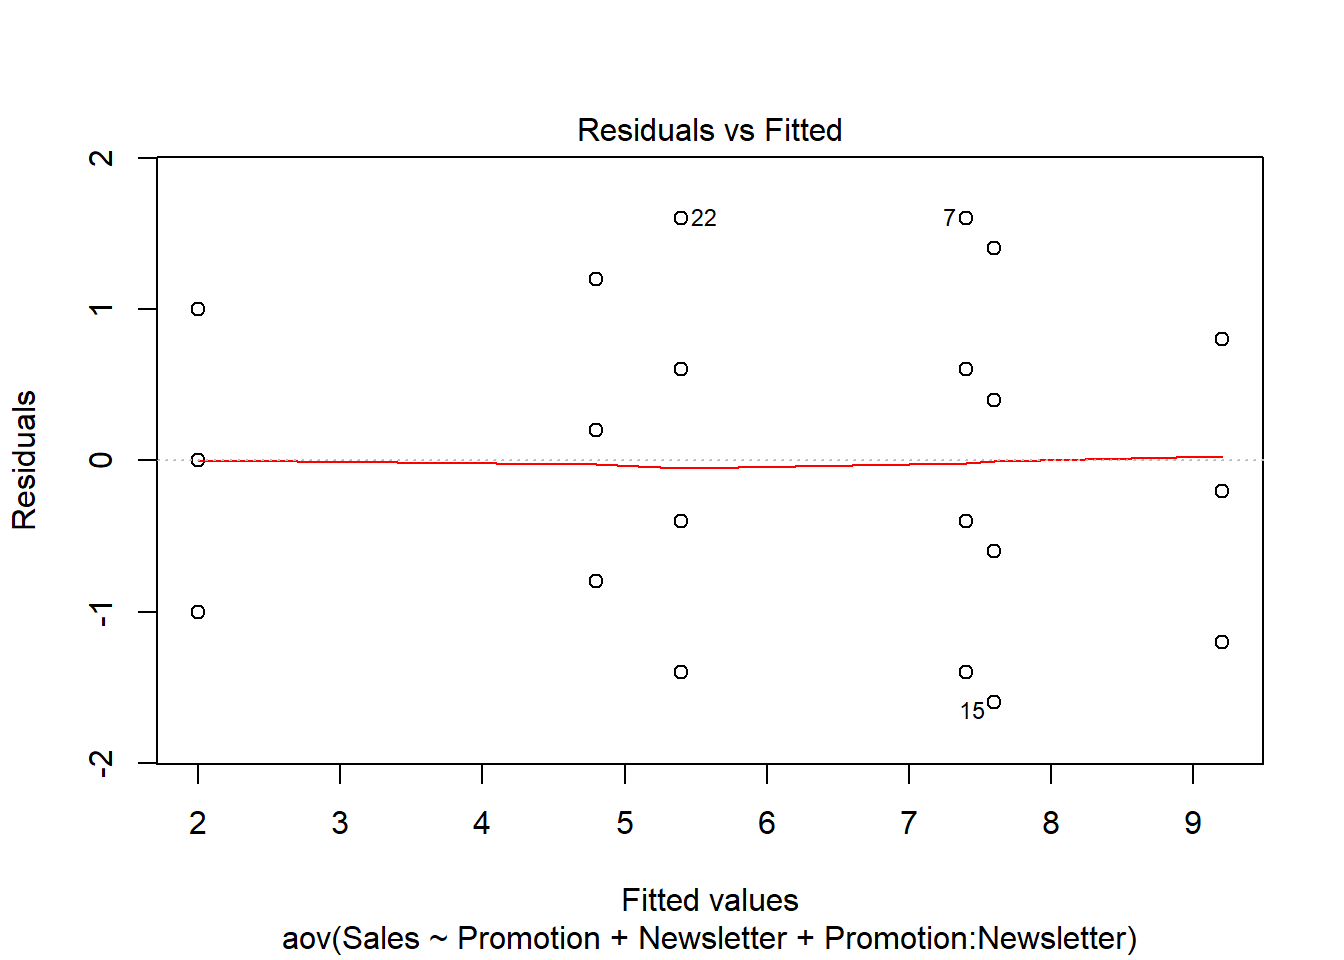 Residuals vs Fitted
2
1
0
-1
-2
Residuals
22
7
15
2 3 4 5 6 7 8 9
Fitted values
aov(Sales ~ Promotion + Newsletter + Promotion:Newsletter)